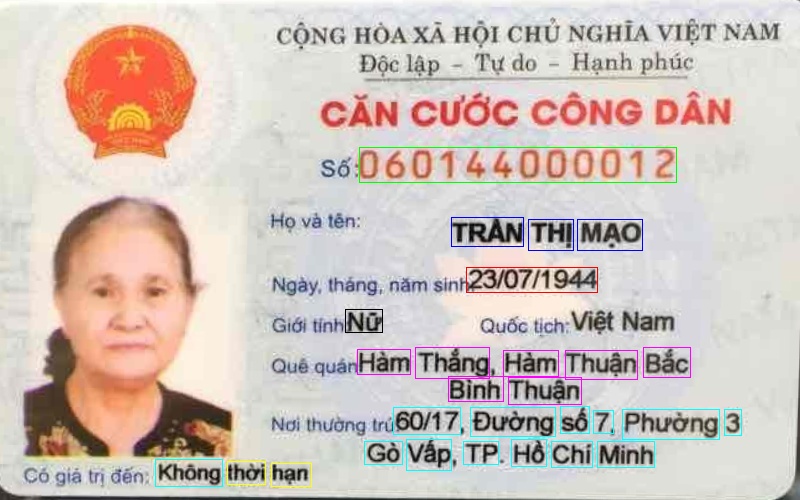 CỘNG HÒA XÃ HỘI CHỦ NGHĨA VIỆT NAM
Độc lập - Tự do - Hạnh phúc
CĂN CƯỚC CÔNG DÂN
Số: 060144000012
Họ và tên: TRẦN THỊ MẠO
Ngày, tháng, năm sinh 23/07/1944
Giới tính Nữ Quốc tịch: Việt Nam
Quê quán Hàm Thắng, Hàm Thuận Bắc
Bình Thuận
Nơi thường trú 60/17, Đường số 7, Phường 3
Gò Vấp, TP. Hồ Chí Minh
Có giá trị đến: Không thời hạn